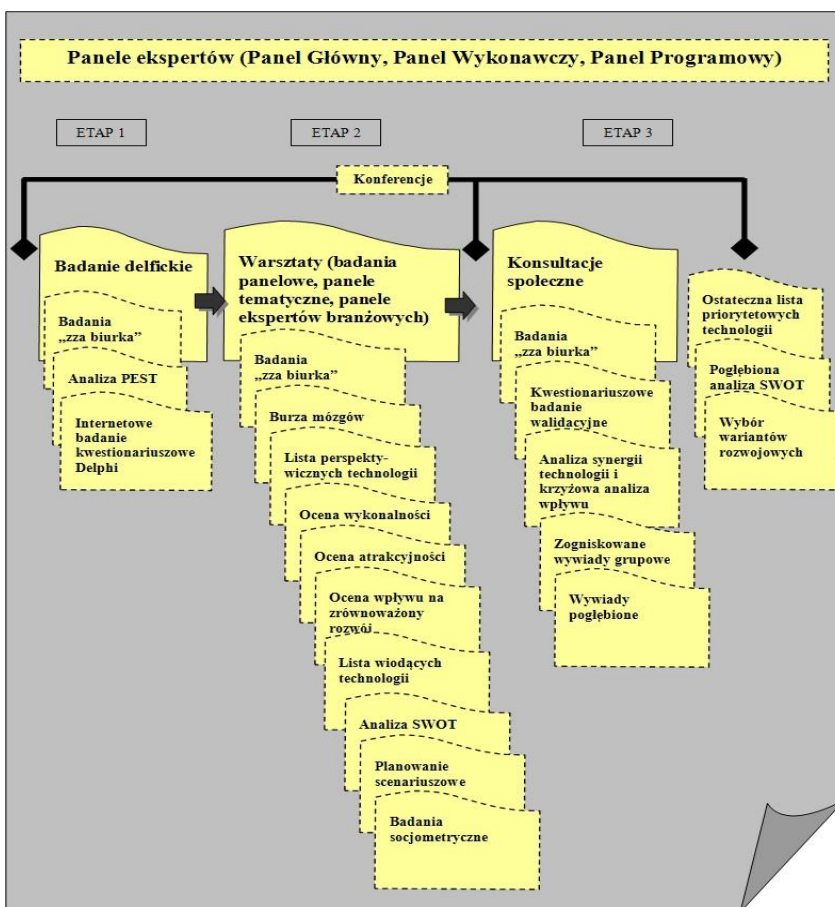 Panele ekspertów (Panel Główny, Panel Wykonawczy, Panel Programowy)
ETAP 1
ETAP 2
ETAP 3
Konferencje
Badanie delfickie
Badania
„zza biurka”
Analiza PEST
Internetowe
badanie
kwestionariuszowe
Delphi
Warsztaty (badania
panelowe, panele
tematyczne, panele
ekspertów branżowych)
Badania
„zza biurka”
Burza mózgów
Lista perspekty-
wicznych technologii
Ocena wykonalności
Ocena atrakcyjności
Ocena wpływu na
zrównoważony
rozwój
Lista wiodących
technologii
Analiza SWOT
Planowanie
scenariuszowe
Badania
socjometryczne
Konsultacje
społeczne
Badania
„zza biurka”
Kwestionariuszowe
badanie
walidacyjne
Analiza synergii
technologii i
krzyżowa analiza
wpływu
Zogniskowane
wywiady grupowe
Wywiady
pogłębione
Ostateczna lista
priorytetowych
technologii
Pogłębiona
analiza SWOT
Wybór
wariantów
rozwojowych